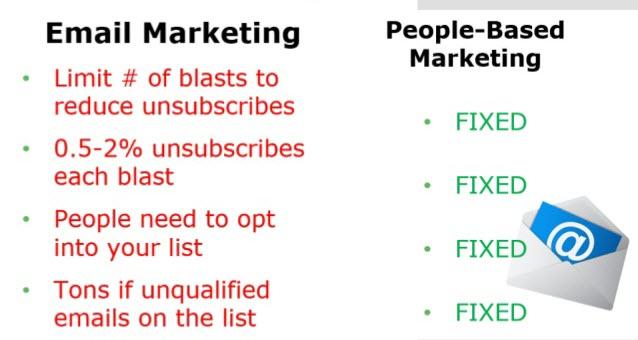 Email Marketing
Limit # of blasts to
reduce unsubscribes
0.5-2% unsubscribes
each blast
People need to opt
into your list
Tons if unqualified
emails on the list
People-Based
Marketing
FIXED
FIXED
FIXED
FIXED
@